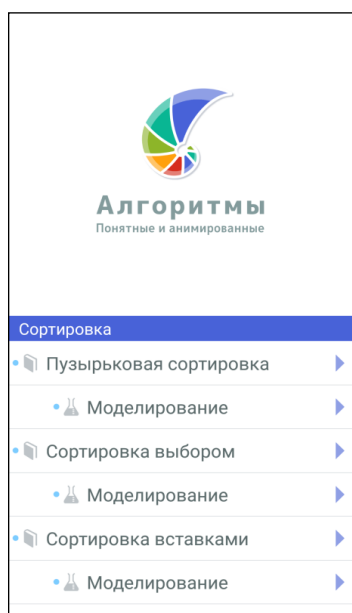 Алгоритмы
Понятные и анимированные
Сортировка
Пузырьковая сортировка
Моделирование
Сортировка выбором
Моделирование
Сортировка вставками
Моделирование